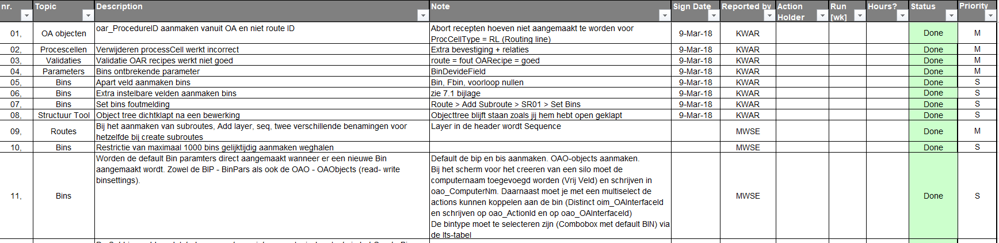 nr. Topic Description Note Sign Date Reported by Action Holder Run [wk] Hours? Status Priority
01, OA objecten oar_ProcedureID aanmaken vanuit OA en niet route ID Abort recepten hoeven niet aangemaakt te worden voor 9-Mar-18 KWAR Done M
ProcCellType = RL (Routing line)
02, Procescellen Verwijderen processCell werkt incorrect Extra bevestiging + relaties 9-Mar-18 KWAR Done M
03, Validaties Validatie OAR recipes werkt niet goed route = fout OARecipe = goed 9-Mar-18 KWAR Done M
04, Parameters Bins ontbrekende parameter BinDevideField 9-Mar-18 KWAR Done M
05, Bins Apart veld aanmaken bins Bin, Fbin, voorloop nullen 9-Mar-18 KWAR Done S
06, Bins Extra instelbare velden aanmaken bins zie 7.1 bijlage 9-Mar-18 KWAR Done S
07, Bins Set bins foutmelding Route > Add Subroute > SR01 > Set Bins 9-Mar-18 KWAR Done S
08, Structuur Tool Object tree dichtklapt na een bewerking Objecttree blijft staan zoals jij hem hebt open geklapt 9-Mar-18 KWAR Done S
09, Routes Bij het aanmaken van subroutes, Add layer, seq, twee verschillende benamingen voor Layer in de header wordt Sequence MWSE Done M
hetzelfde bij create subroutes
10, Bins Restrictie van maximaal 1000 bins gelijktijdig aanmaken weghalen MWSE Done S
11, Bins Worden de default Bin paramters direct aangemaakt wanneer er een nieuwe Bin
aangemaakt wordt. Zowel de BIP - BinPars als ook de OAO - OAObjects (read- write
binsettings).
Default de bip en bis aanmaken. OAO-objects aanmaken.
Bij het scherm voor het creeren van een silo moet de
computernaam toegevoegd worden (Vrij Veld) en schrijven in
oao_ComputerNm. Daarnaast moet je met een multiselect de
actions kunnen koppelen aan de bin (Distinct oim_OAInterfaceId
en schrijven op oao_ActionId en op oao_OAInterfaceId)
De bintype moet te selecteren zijn (Combobox met default BIN) via
de lts-tabel
MWSE Done S